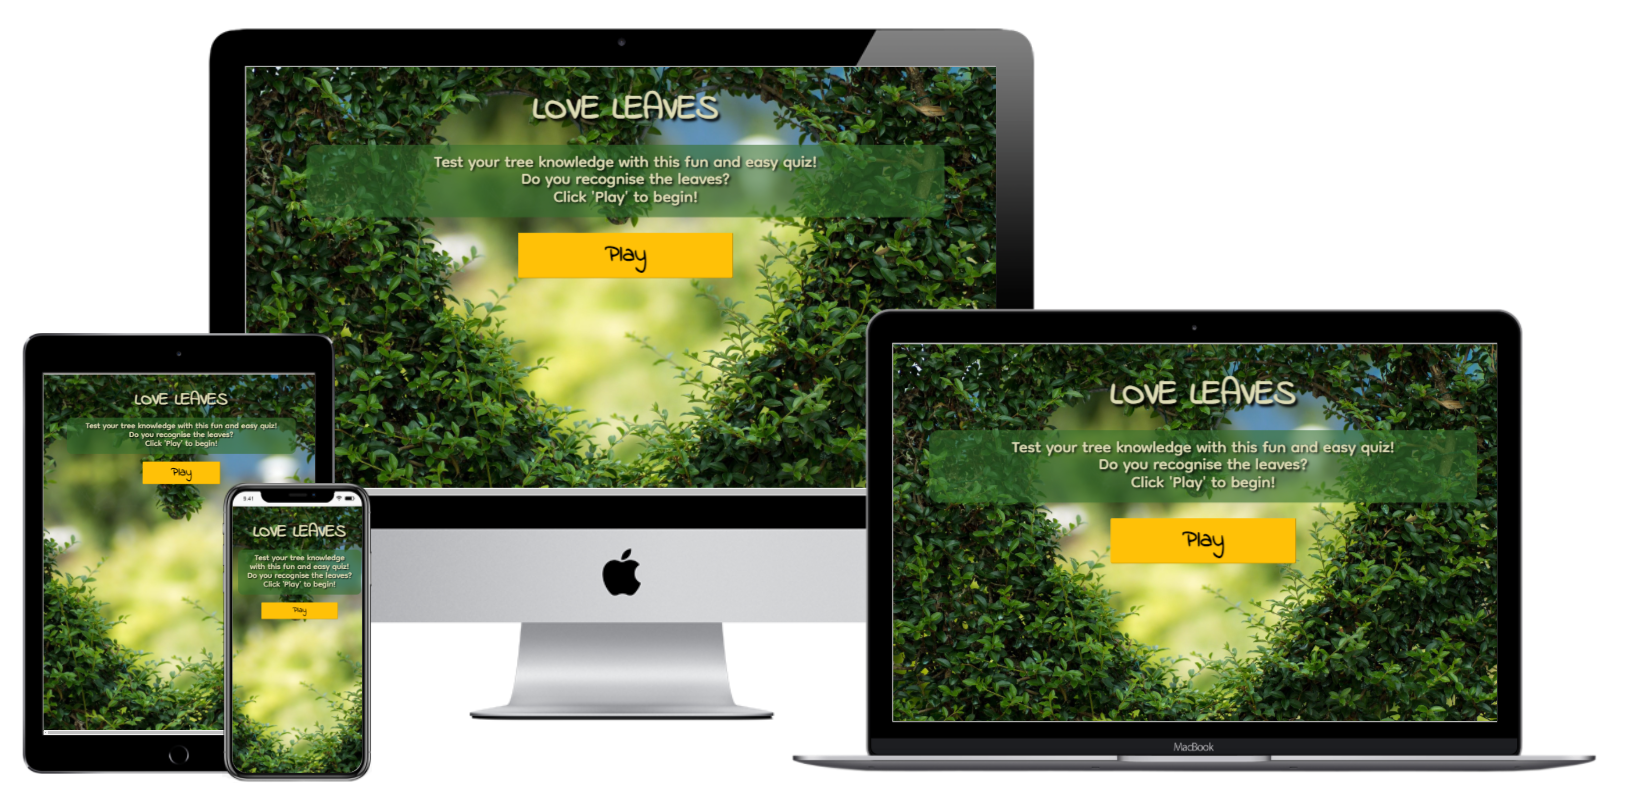 LOVE LEAVES
Test your tree knowledge with this fun and easy quiz!
Do you recognise the leaves?
Click 'Play' to begin!
Play
LOVE LEAVES
Test your tree knowledge with this fun and easy quiz!
Do you recognise the leaves?
Click 'Play' to begin!
Play
9:41
LOVE LEAVES
Test your tree knowledge
with this fun and easy quiz!
Do you recognise the leaves?
Click 'Play' to begin!
Play
LOVE LEAVES
Test your tree knowledge with this fun and easy quiz!
Do you recognise the leaves?
Click 'Play' to begin!
Play
MacBook